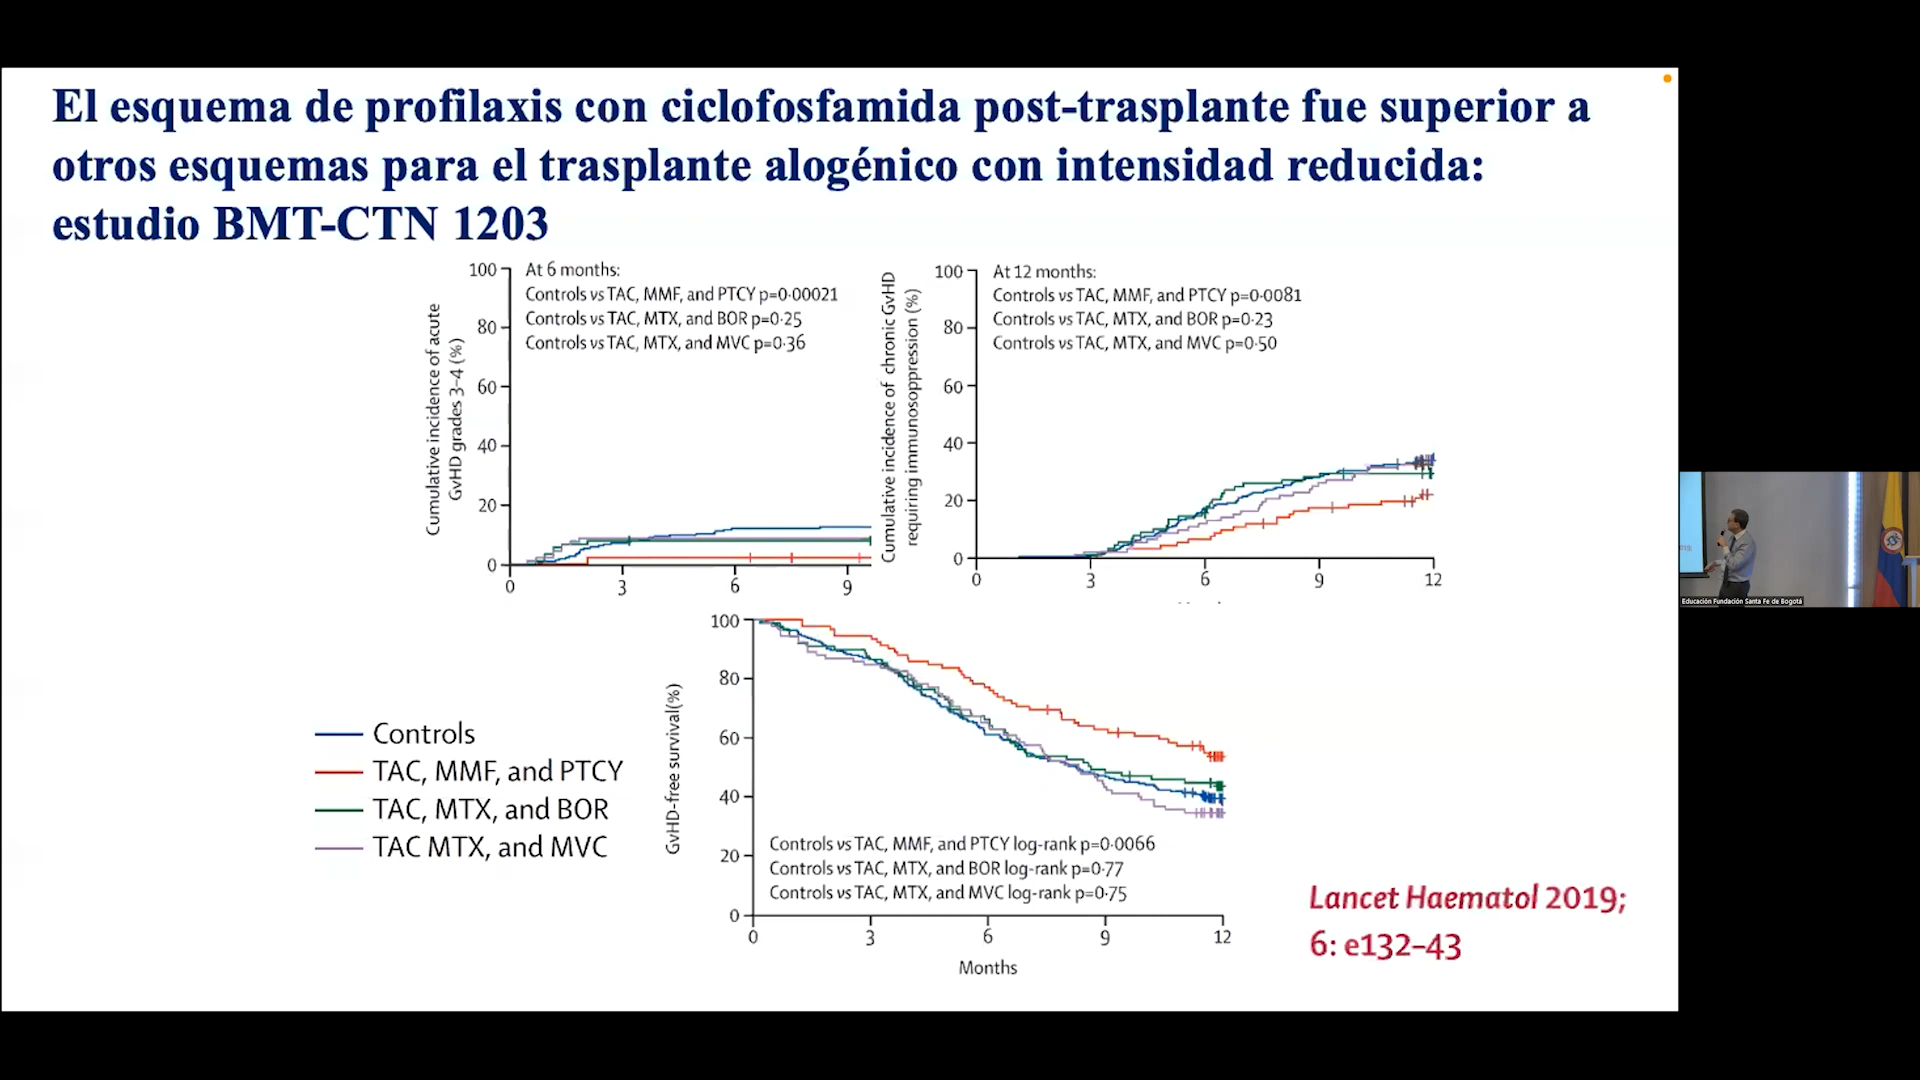 El esquema de profilaxis con ciclofosfamida post-trasplante fue superior a
otros esquemas para el trasplante alogénico con intensidad reducida:
estudio BMT-CTN 1203
Cumulative incidence of acute
GvHD grades 3–4 (%)
100
80
60
40
20
0
At 6 months:
Controls vs TAC, MMF, and PTCY p=0·00021
Controls vs TAC, MTX, and BOR p=0·25
Controls vs TAC, MTX, and MVC p=0·36
0 3 6 9
Cumulative incidence of chronic GvHD
requiring immunosoppression (%)
100
80
60
40
20
0
At 12 months:
Controls vs TAC, MMF, and PTCY p=0·0081
Controls vs TAC, MTX, and BOR p=0·23
Controls vs TAC, MTX, and MVC p=0·50
0 3 6 9 12
Controls
TAC, MMF, and PTCY
TAC, MTX, and BOR
TAC MTX, and MVC
GvHD-free survival(%)
100
80
60
40
20
0
Controls vs TAC, MMF, and PTCY log-rank p=0·0066
Controls vs TAC, MTX, and BOR log-rank p=0·77
Controls vs TAC, MTX, and MVC log-rank p=0·75
0 3 6 9 12
Months
Lancet Haematol 2019;
6: e132–43
Educación Fundación Santa Fe de Bogotá